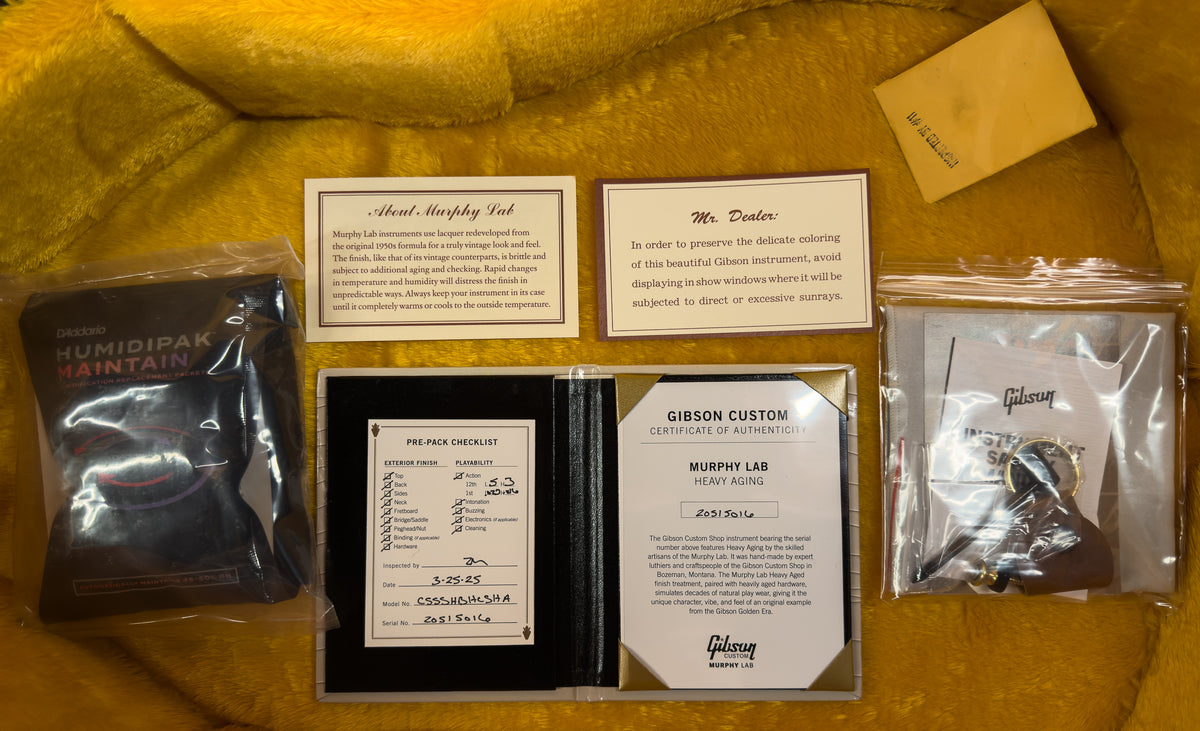 About Murphy Lab
Murphy Lab instruments use lacquer redeveloped from
the original 1950s formula for a truly vintage look and feel.
The finish, like that of its vintage counterparts, is brittle and
subject to additional aging and checking. Rapid changes
in temperature and humidity will distress the finish in
unpredictable ways. Always keep your instrument in its case
until it completely warms or cools to the outside temperature.
Mr. Dealer:
In order to preserve the delicate coloring
of this beautiful Gibson instrument, avoid
displaying in show windows where it will be
subjected to direct or excessive sunrays.
D'Addario
HUMIDIPAK
MAINTAIN
REPLACEMENT PACKETS
PRE-PACK CHECKLIST
EXTERIOR FINISH
Top
Back
Sides
Neck
Fretboard
Bridge/Saddle
Peghead/Nut
Binding (if applicable)
Hardware
PLAYABILITY
Action
12th
1st
Intonation
Buzzing
Electronics (if applicable)
Cleaning
Inspected by
Date 3-25-25
Model No. CSSSHBHCSHA
Serial No. 20515016
GIBSON CUSTOM
CERTIFICATE OF AUTHENTICITY
MURPHY LAB
HEAVY AGING
20515016
The Gibson Custom Shop instrument bearing the serial
number above features Heavy Aging by the skilled
artisans of the Murphy Lab. It was hand-made by expert
luthiers and craftspeople of the Gibson Custom Shop in
Bozeman, Montana. The Murphy Lab Heavy Aged
finish treatment, paired with heavily aged hardware,
simulates decades of natural play wear, giving it the
unique character, vibe, and feel of an original example
from the Gibson Golden Era.
Gibson
CUSTOM
MURPHY LAB
Gibson